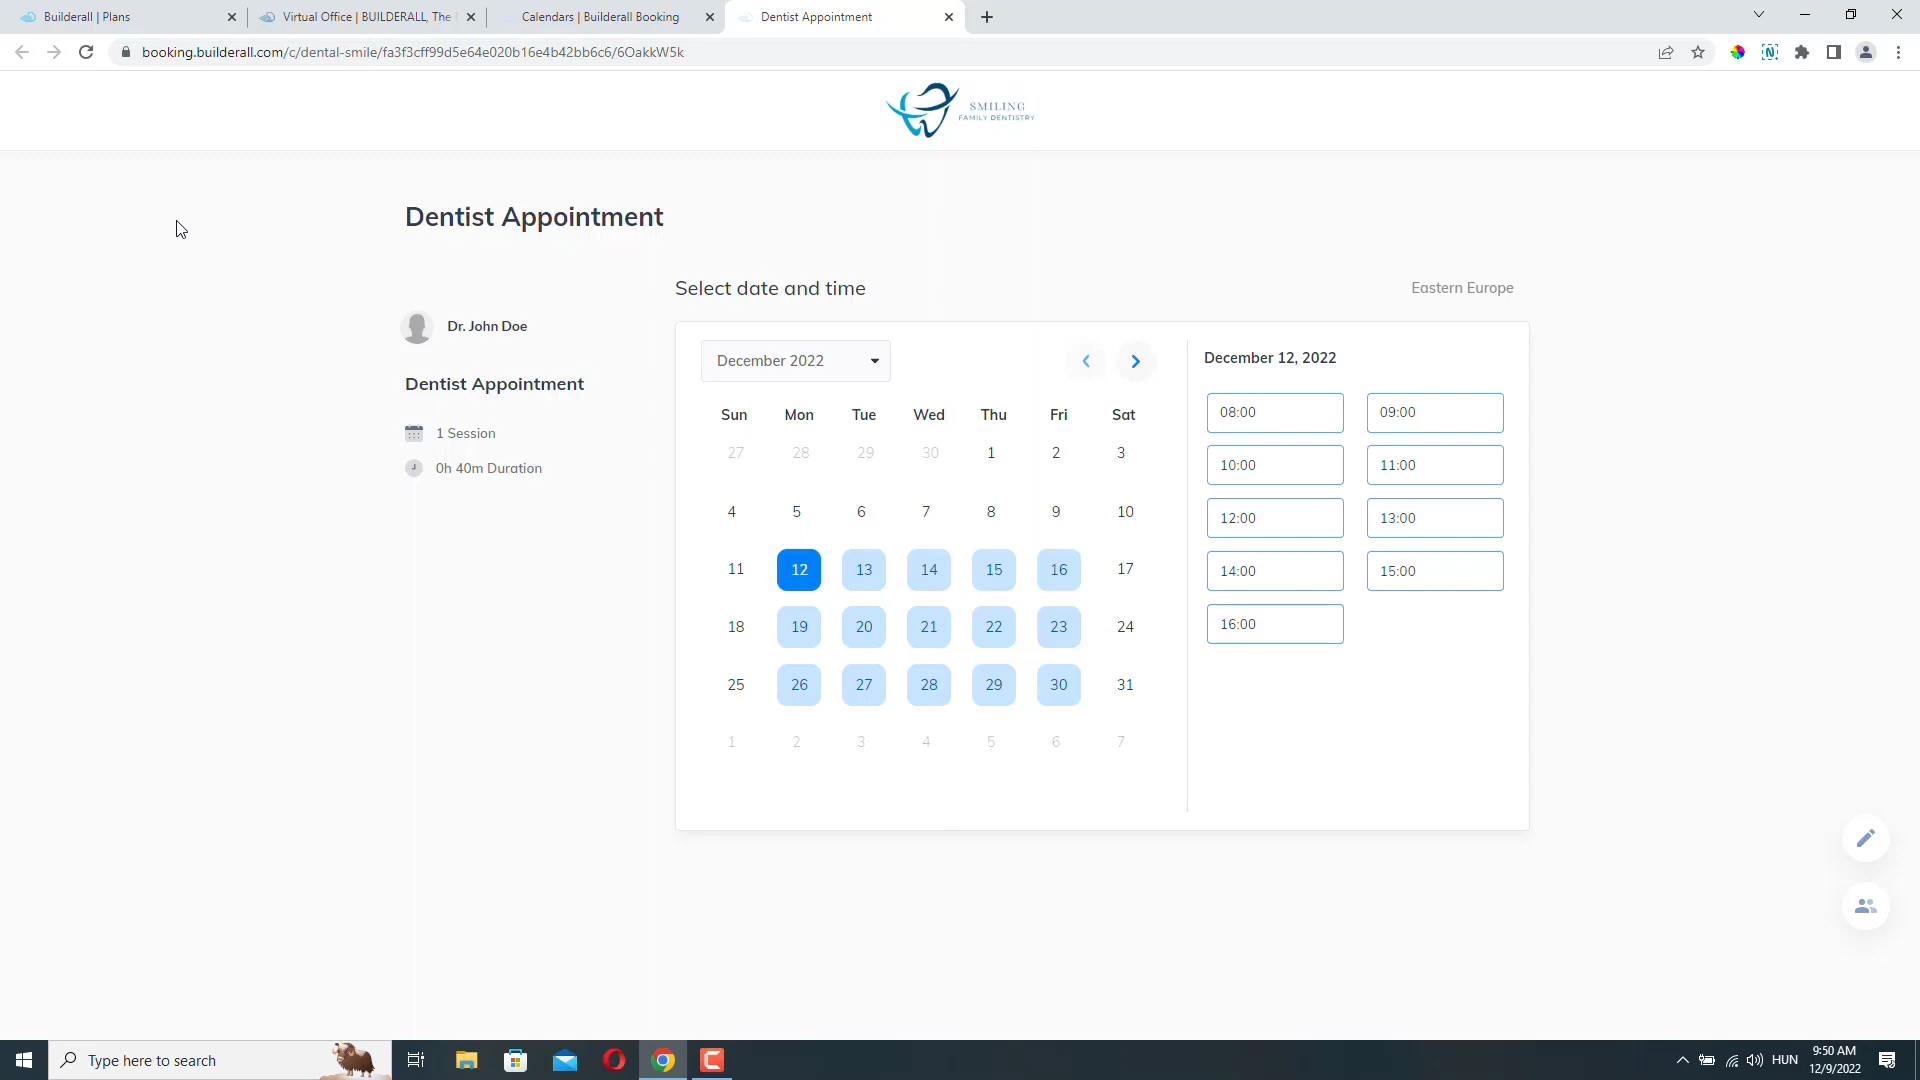 Builderall | Plans
Virtual Office | BUILDERALL, The
Calendars | Builderall Booking
Dentist Appointment
booking.builderall.com/c/dental-smile/fa3f3cff99d5e64e020b16e4b42bb6c6/6OakkW5k
SMILING
FAMILY DENTISTRY
Dentist Appointment
Select date and time
Eastern Europe
Dr. John Doe
Dentist Appointment
1 Session
0h 40m Duration
December 2022
Sun Mon Tue Wed Thu Fri Sat
27 28 29 30 1 2 3
4 5 6 7 8 9 10
11 12 13 14 15 16 17
18 19 20 21 22 23 24
25 26 27 28 29 30 31
1 2 3 4 5 6 7
December 12, 2022
08:00 09:00
10:00 11:00
12:00 13:00
14:00 15:00
16:00
Type here to search
HUN
9:50 AM
12/9/2022